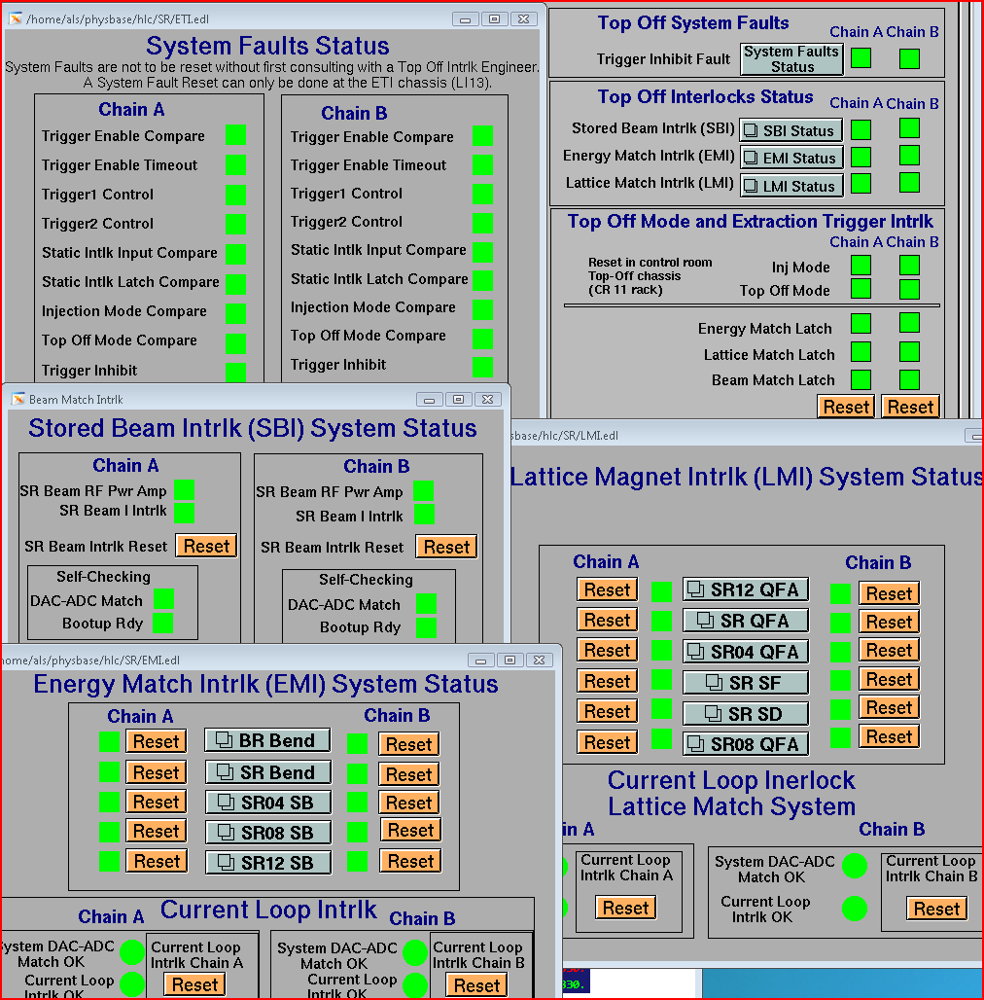 /home/als/physbase/hlc/SR/ETI.edl
System Faults Status
System Faults are not to be reset without first consulting with a Top Off Intrlk Engineer.
A System Fault Reset can only be done at the ETI chassis (LI13).
Chain A
Trigger Enable Compare
Trigger Enable Timeout
Trigger1 Control
Trigger2 Control
Static Intlk Input Compare
Static Intlk Latch Compare
Injection Mode Compare
Top Off Mode Compare
Trigger Inhibit
Chain B
Trigger Enable Compare
Trigger Enable Timeout
Trigger1 Control
Trigger2 Control
Static Intlk Input Compare
Static Intlk Latch Compare
Injection Mode Compare
Top Off Mode Compare
Trigger Inhibit
Top Off System Faults
Chain A Chain B
Trigger Inhibit Fault
System Faults
Status
Top Off Interlocks Status
Chain A Chain B
Stored Beam Intrlk (SBI) SBI Status
Energy Match Intrlk (EMI) EMI Status
Lattice Match Intrlk (LMI) LMI Status
Top Off Mode and Extraction Trigger Intrlk
Chain A Chain B
Reset in control room
Top-Off chassis
(CR 11 rack)
Inj Mode
Top Off Mode
Energy Match Latch
Lattice Match Latch
Beam Match Latch
Reset Reset
Beam Match Intrlk
Stored Beam Intrlk (SBI) System Status
Chain A
SR Beam RF Pwr Amp
SR Beam I Intrlk
SR Beam Intrlk Reset Reset
Self-Checking
DAC-ADC Match
Bootup Rdy
Chain B
SR Beam RF Pwr Amp
SR Beam I Intrlk
SR Beam Intrlk Reset Reset
Self-Checking
DAC-ADC Match
Bootup Rdy
sbase/hlc/SR/LMI.edl
Lattice Magnet Intrlk (LMI) System Status
Chain A Chain B
Reset SR12 QFA Reset
Reset SR QFA Reset
Reset SR04 QFA Reset
Reset SR SF Reset
Reset SR SD Reset
Reset SR08 QFA Reset
Current Loop Inerlock
Lattice Match System
in A
Chain B
Current Loop
Intrlk Chain A
Reset
System DAC-ADC
Match OK
Current Loop
Intrlk OK
Current Loop
Intrlk Chain B
Reset
home/als/physbase/hlc/SR/EMI.edl
Energy Match Intrlk (EMI) System Status
Chain A Chain B
Reset BR Bend Reset
Reset SR Bend Reset
Reset SR04 SB Reset
Reset SR08 SB Reset
Reset SR12 SB Reset
Chain A Current Loop Intrlk Chain B
System DAC-ADC
Match OK
Current Loop
Intrlk OK
Current Loop
Intrlk Chain A
Reset
System DAC-ADC
Match OK
Current Loop
Intrlk OK
Current Loop
Intrlk Chain B
Reset